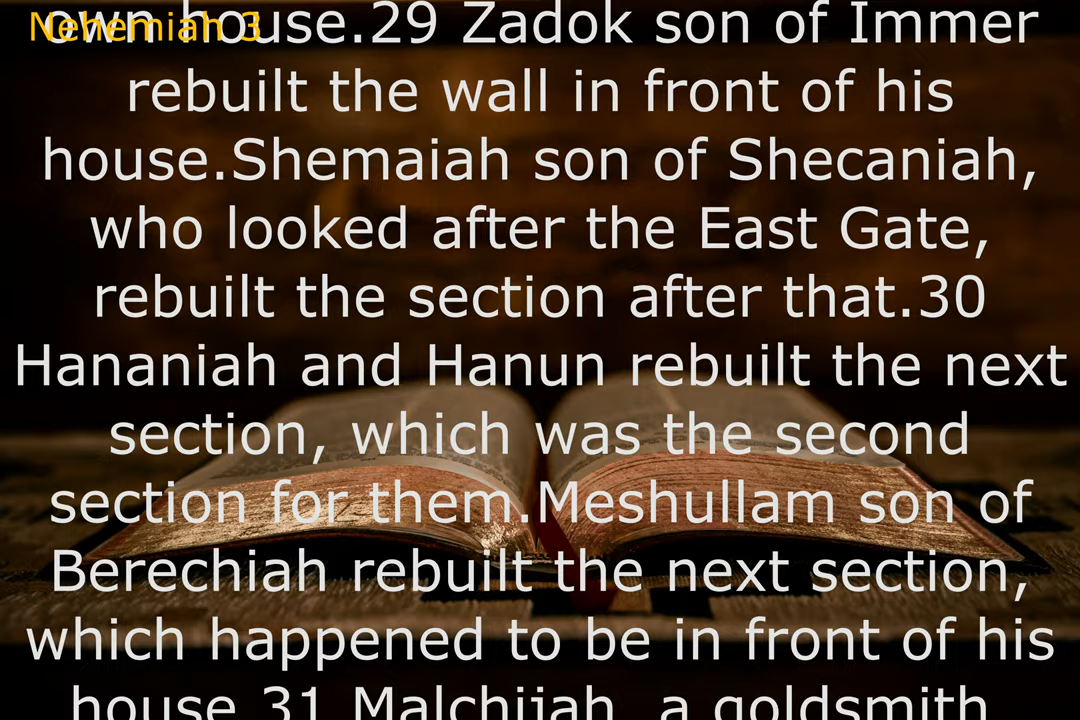 Nehemiah 3
own house.29 Zadok son of Immer
rebuilt the wall in front of his
house.Shemaiah son of Shecaniah,
who looked after the East Gate,
rebuilt the section after that.30
Hananiah and Hanun rebuilt the next
section, which was the second
section for them.Meshullam son of
Berechiah rebuilt the next section,
which happened to be in front of his
house.31 Malchijah, a goldsmith,